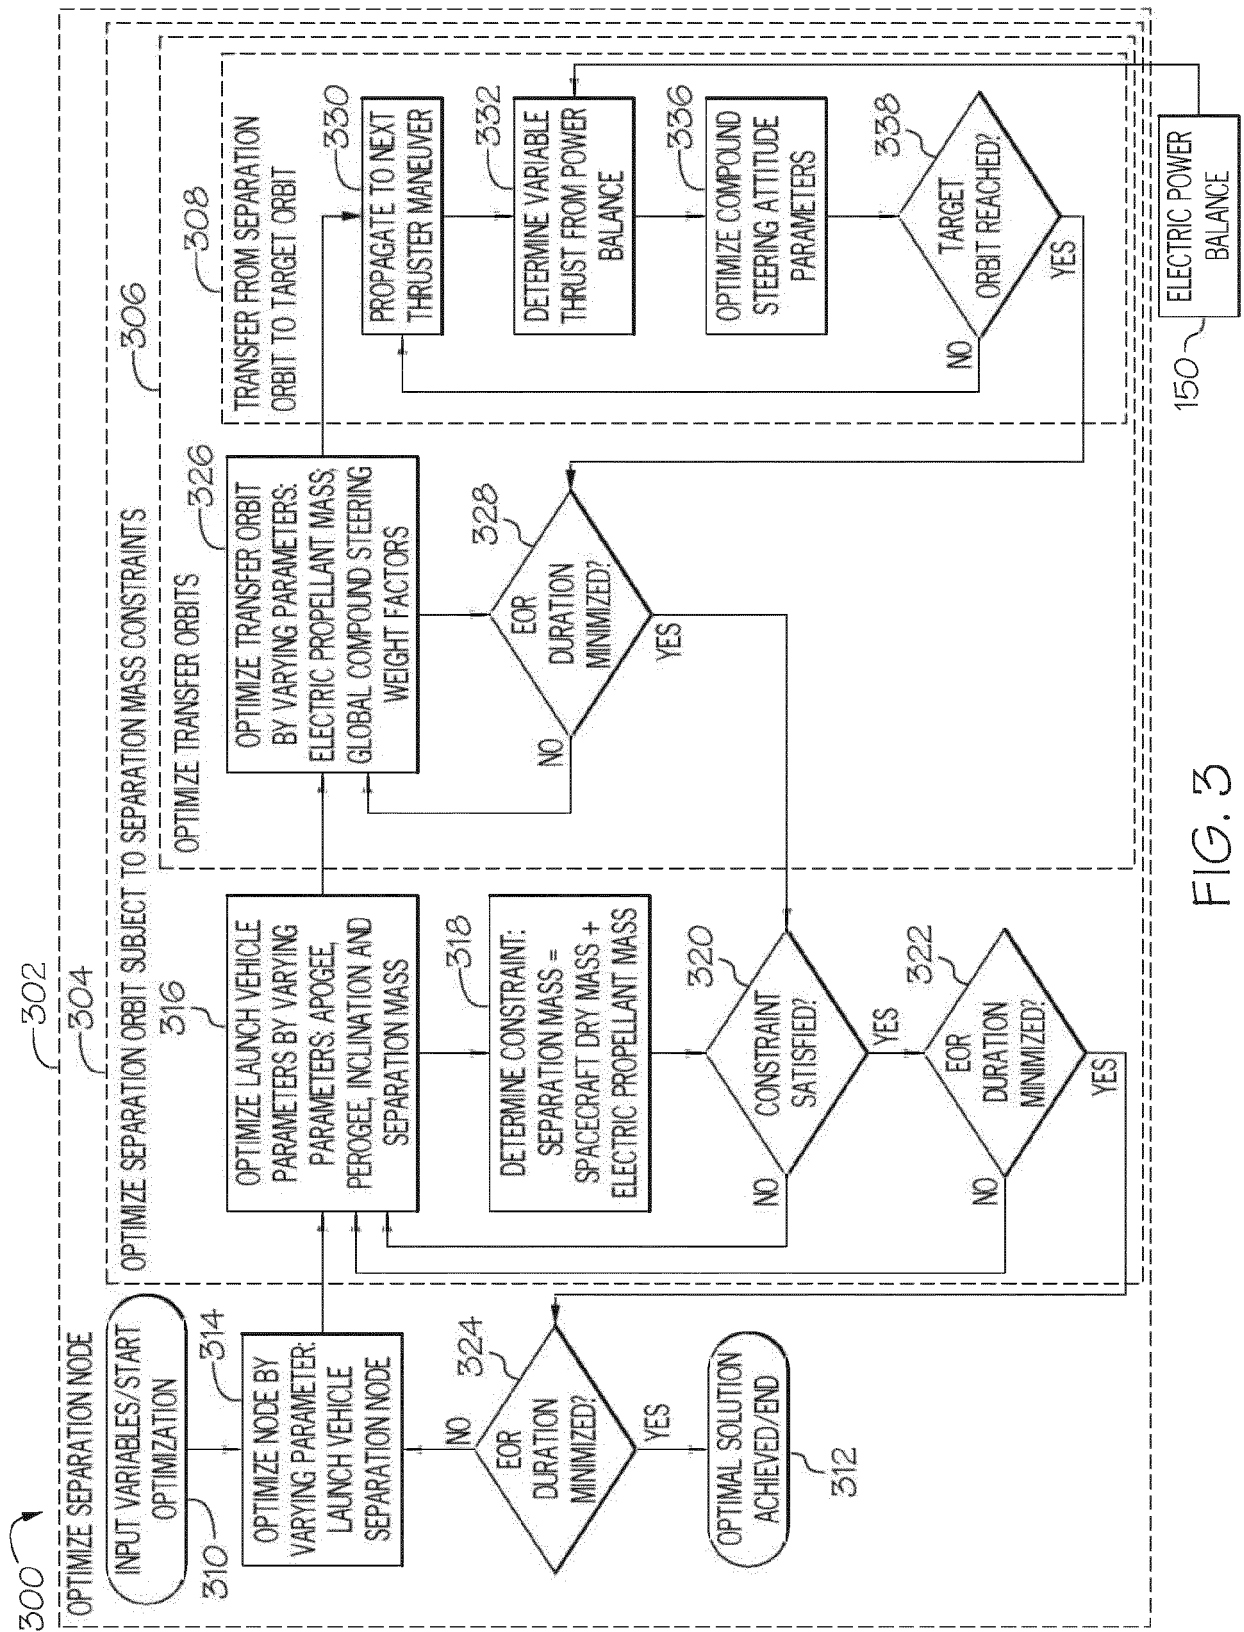 300
302
OPTIMIZE SEPARATION NODE
304
OPTIMIZE SEPARATION ORBIT SUBJECT TO SEPARATION MASS CONSTRAINTS
306
OPTIMIZE TRANSFER ORBITS
308
TRANSFER FROM SEPARATION
ORBIT TO TARGET ORBIT
INPUT VARIABLES/START
OPTIMIZATION
310
314
OPTIMIZE NODE BY
VARYING PARAMETER:
LAUNCH VEHICLE
SEPARATION NODE
324
EOR
DURATION
MINIMIZED?
NO
YES
OPTIMAL SOLUTION
ACHIEVED/END
312
316
OPTIMIZE LAUNCH VEHICLE
PARAMETERS BY VARYING
PARAMETERS: APOGEE,
PEROGEE, INCLINATION AND
SEPARATION MASS
318
DETERMINE CONSTRAINT:
SEPARATION MASS =
SPACECRAFT DRY MASS +
ELECTRIC PROPELLANT MASS
320
CONSTRAINT
SATISFIED?
NO
YES
322
EOR
DURATION
MINIMIZED?
NO
YES
326
OPTIMIZE TRANSFER ORBIT
BY VARYING PARAMETERS:
ELECTRIC PROPELLANT MASS;
GLOBAL COMPOUND STEERING
WEIGHT FACTORS
328
EOR
DURATION
MINIMIZED?
NO
YES
330
PROPAGATE TO NEXT
THRUSTER MANEUVER
332
DETERMINE VARIABLE
THRUST FROM POWER
BALANCE
336
OPTIMIZE COMPOUND
STEERING ATTITUDE
PARAMETERS
338
TARGET
ORBIT REACHED?
NO
YES
ELECTRIC POWER
BALANCE
150
FIG. 3